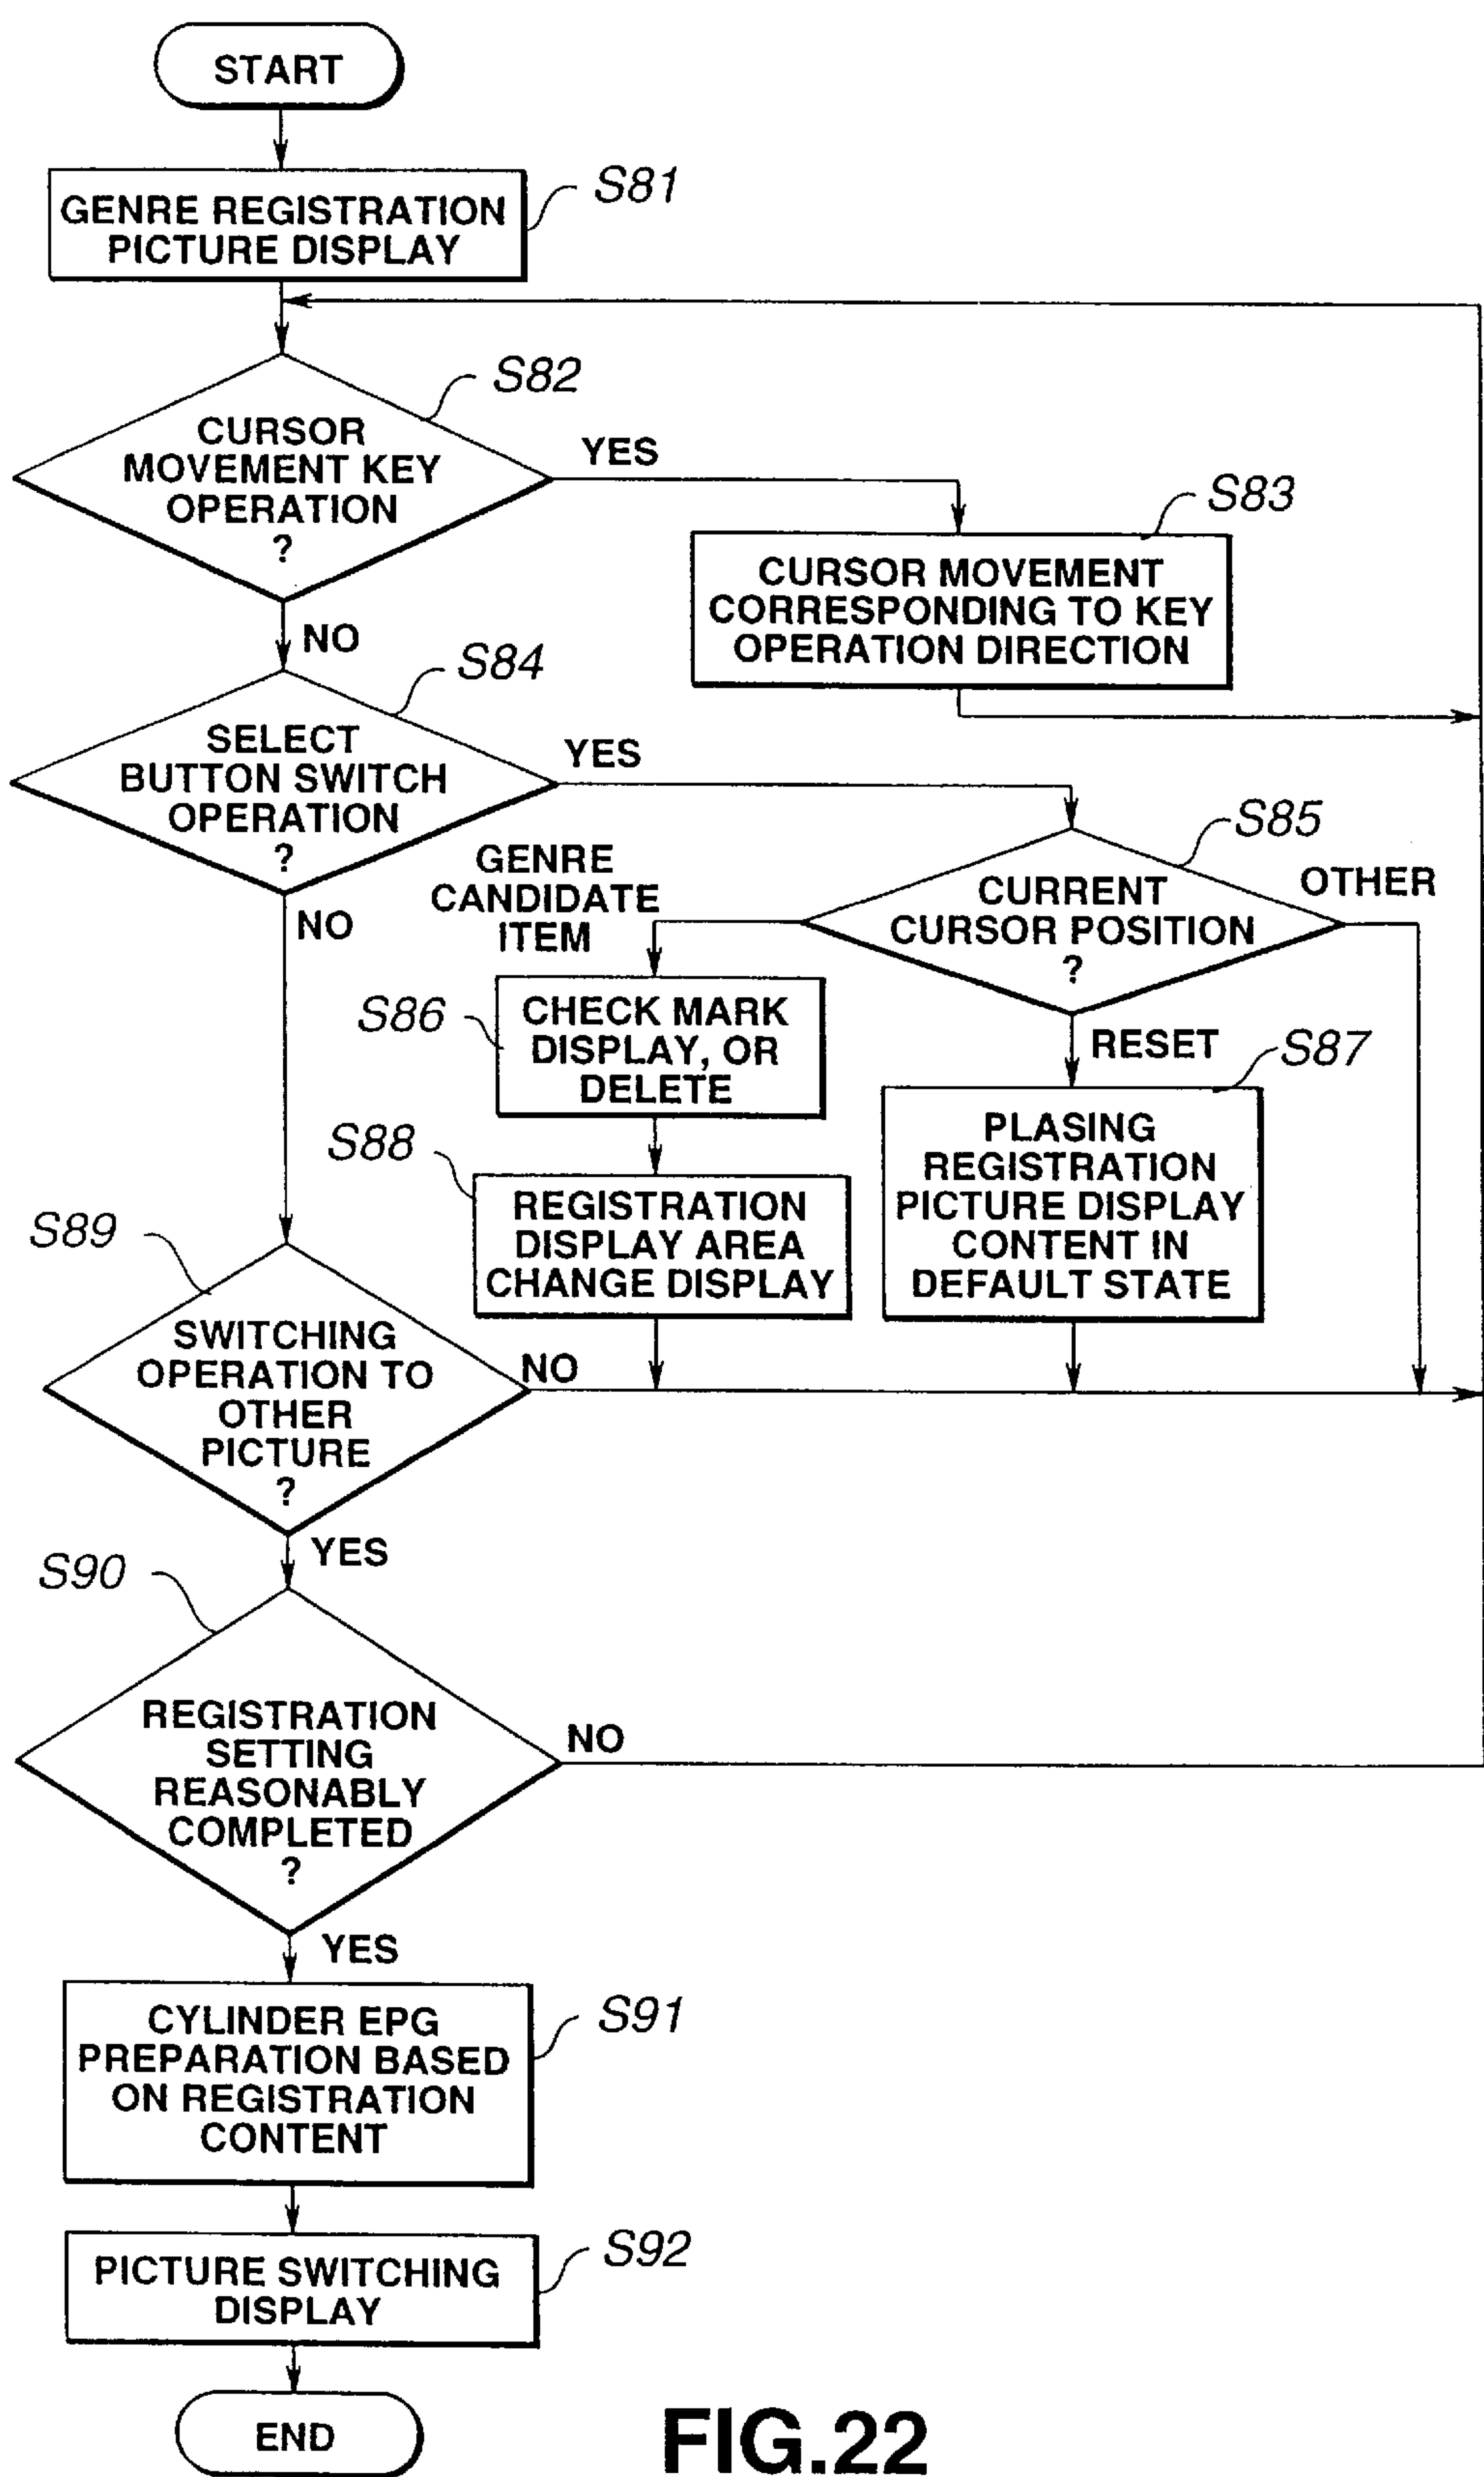 START
S81
GENRE REGISTRATION
PICTURE DISPLAY
S82
CURSOR
MOVEMENT KEY
OPERATION
?
YES
S83
CURSOR MOVEMENT
CORRESPONDING TO KEY
OPERATION DIRECTION
NO
S84
SELECT
BUTTON SWITCH
OPERATION
?
YES
S85
CURRENT
CURSOR POSITION
?
OTHER
GENRE
CANDIDATE
ITEM
NO
S86
CHECK MARK
DISPLAY, OR
DELETE
RESET
S87
PLASING
REGISTRATION
PICTURE DISPLAY
CONTENT IN
DEFAULT STATE
S88
REGISTRATION
DISPLAY AREA
CHANGE DISPLAY
S89
SWITCHING
OPERATION TO
OTHER
PICTURE
?
NO
YES
S90
REGISTRATION
SETTING
REASONABLY
COMPLETED
?
NO
YES
S91
CYLINDER EPG
PREPARATION BASED
ON REGISTRATION
CONTENT
S92
PICTURE SWITCHING
DISPLAY
END
FIG.22